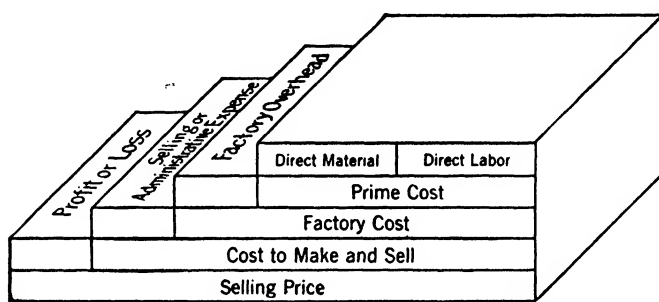 Profit or Loss
Selling or
Administrative Expense
Factory Overhead
Direct Material
Direct Labor
Prime Cost
Factory Cost
Cost to Make and Sell
Selling Price